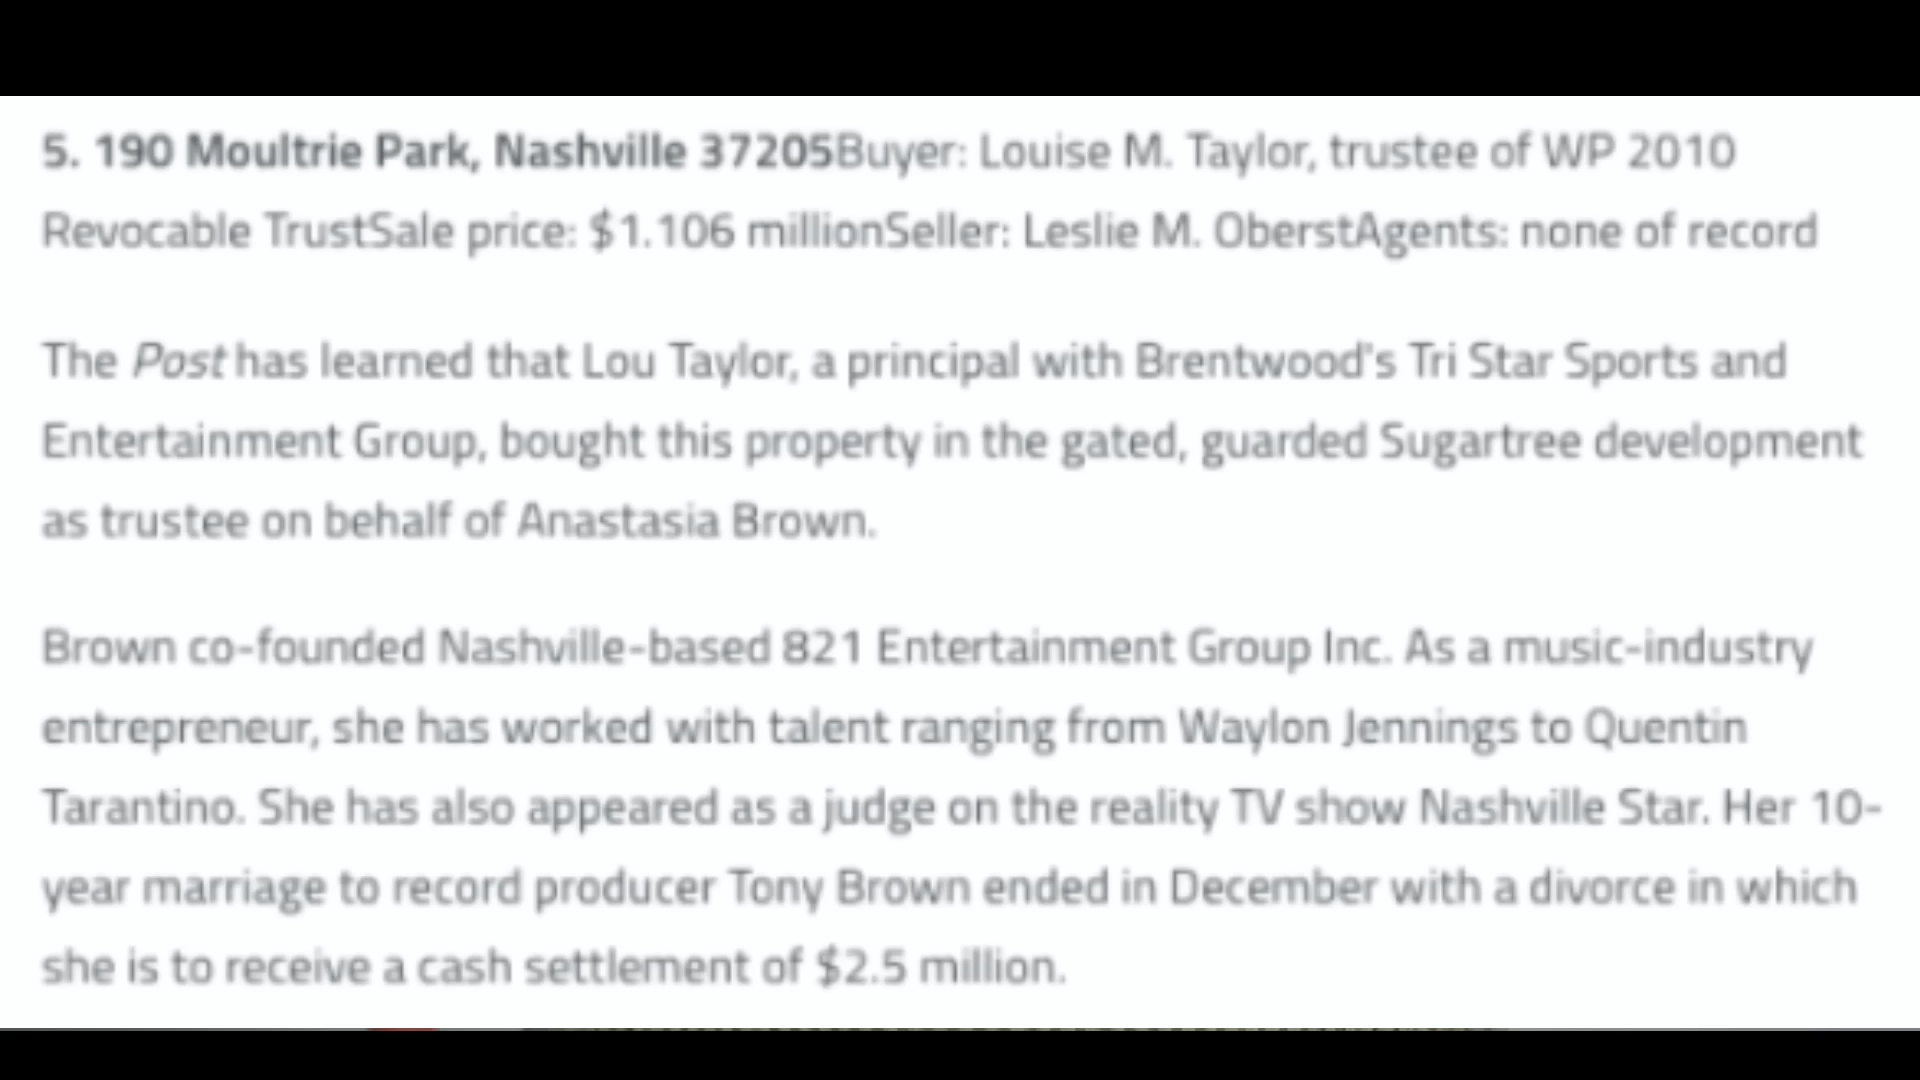 5. 190 Moultrie Park, Nashville 37205Buyer: Louise M. Taylor, trustee of WP 2010
Revocable TrustSale price: $1.106 millionSeller: Leslie M. OberstAgents: none of record
The Post has learned that Lou Taylor, a principal with Brentwood's Tri Star Sports and
Entertainment Group, bought this property in the gated, guarded Sugartree development
as trustee on behalf of Anastasia Brown.
Brown co-founded Nashville-based 821 Entertainment Group Inc. As a music-industry
entrepreneur, she has worked with talent ranging from Waylon Jennings to Quentin
Tarantino. She has also appeared as a judge on the reality TV show Nashville Star. Her 10-
year marriage to record producer Tony Brown ended in December with a divorce in which
she is to receive a cash settlement of $2.5 million.